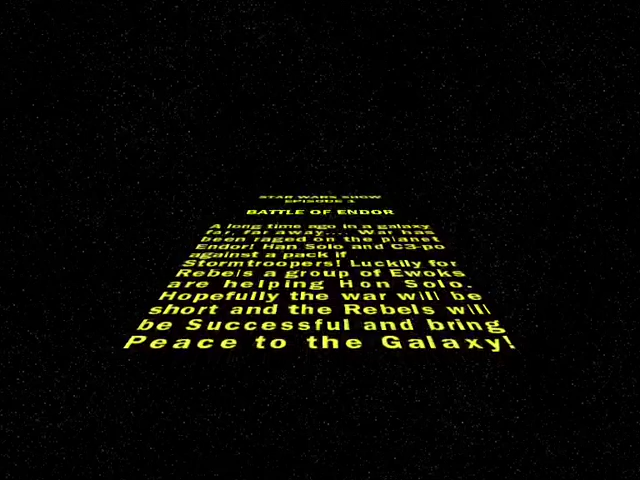 STAR WARS SHOW
EPISODE 1
BATTLE OF ENDOR
A long time ago in a galaxy
far, far away.... War has
been raged on the planet
Endor! Han Solo and C3-po
against a pack if
Stormtroopers! Luckily for
Rebels a group of Ewoks
are helping Hon Solo.
Hopefully the war will be
short and the Rebels will
be Successful and bring
Peace to the Galaxy!